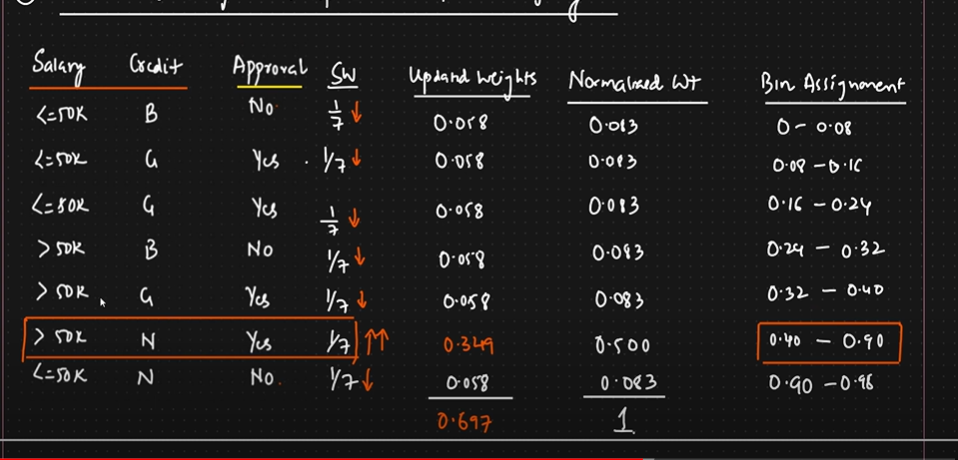 Salary Credit Approval SW Updated weights Normalized Wt Bin Assignment
<=50K B No 1/7 ↓ 0.058 0.083 0 - 0.08
<=50K G Yes 1/7 ↓ 0.058 0.083 0.08 - 0.16
<=50K G Yes 1/7 ↓ 0.058 0.083 0.16 - 0.24
>50K B No 1/7 ↓ 0.058 0.083 0.24 - 0.32
>50K G Yes 1/7 ↓ 0.058 0.083 0.32 - 0.40
>50K N Yes 1/7 ↑↑ 0.349 0.500 0.40 - 0.90
<=50K N No. 1/7 ↓ 0.058 0.083 0.90 - 0.98
0.697 1